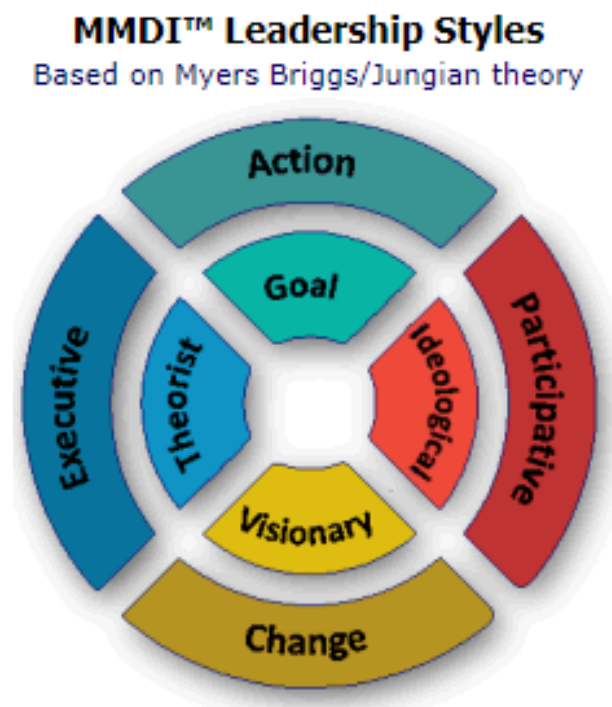 MMDI™ Leadership Styles
Based on Myers Briggs/Jungian theory
Action
Goal
Executive
Theorist
Ideological
Participative
Visionary
Change